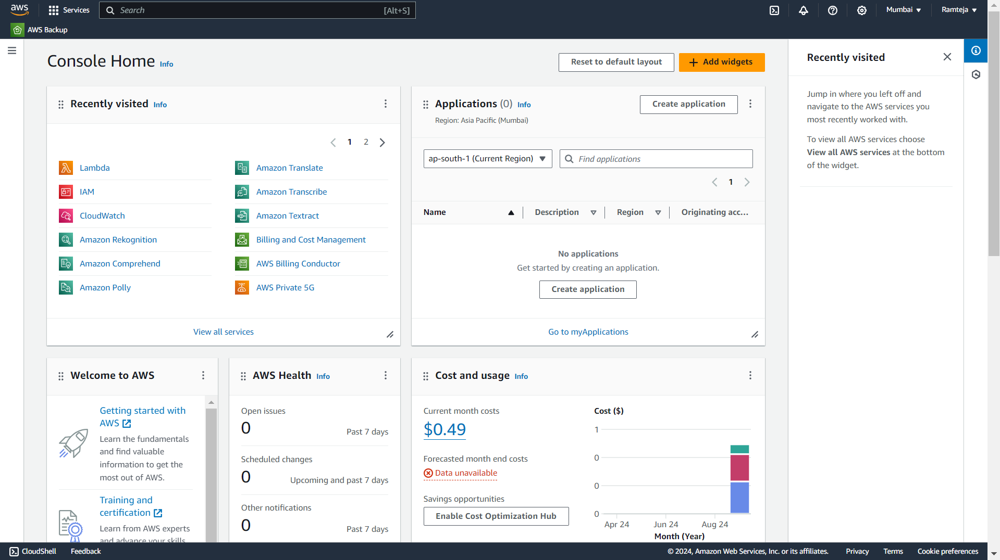 aws
Services
Search
[Alt+S]
Mumbai
Ramteja
AWS Backup
Console Home Info
Reset to default layout
Add widgets
Recently visited Info
1 2
Lambda
IAM
CloudWatch
Amazon Rekognition
Amazon Comprehend
Amazon Polly
Amazon Translate
Amazon Transcribe
Amazon Textract
Billing and Cost Management
AWS Billing Conductor
AWS Private 5G
View all services
Applications (0) Info
Region: Asia Pacific (Mumbai)
Create application
ap-south-1 (Current Region)
Find applications
1
Name
Description
Region
Originating acc...
No applications
Get started by creating an application.
Create application
Go to myApplications
Recently visited
Jump in where you left off and
navigate to the AWS services you
most recently worked with.
To view all AWS services choose
View all AWS services at the bottom
of the widget.
Welcome to AWS
Getting started with
AWS
Learn the fundamentals
and find valuable
information to get the
most out of AWS.
Training and
certification
Learn from AWS experts
and advance your skills
AWS Health Info
Open issues
0
Past 7 days
Scheduled changes
0
Upcoming and past 7 days
Other notifications
0
Past 7 days
Cost and usage Info
Current month costs
$0.49
Forecasted month end costs
Data unavailable
Savings opportunities
Enable Cost Optimization Hub
Cost ($)
1
0
0
0
Apr 24
Jun 24
Aug 24
Month (Year)
CloudShell
Feedback
© 2024, Amazon Web Services, Inc. or its affiliates.
Privacy
Terms
Cookie preferences